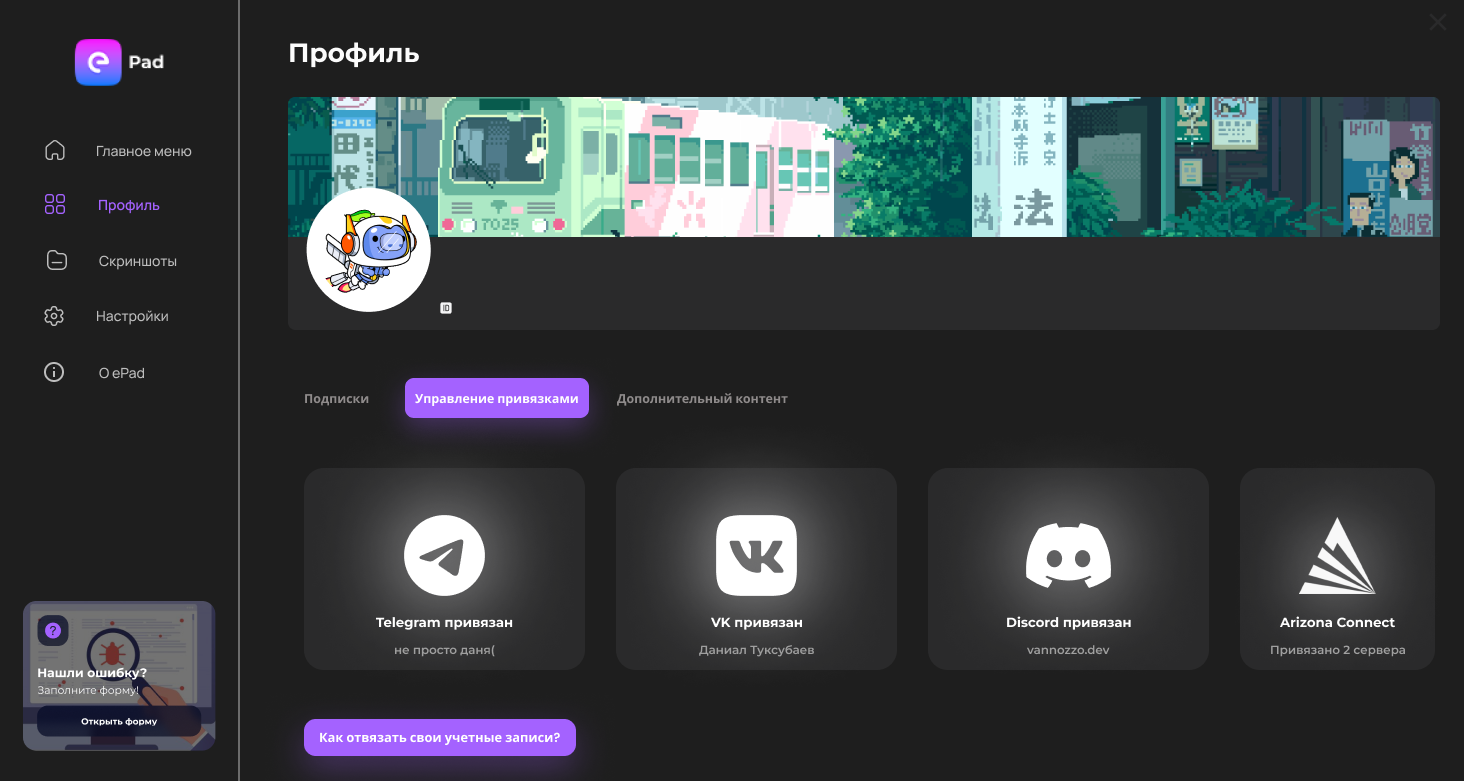 Pad
Главное меню
Профиль
Скриншоты
Настройки
О ePad
?
Нашли ошибку?
Заполните форму!
Открыть форму
Профиль
7025
法
ID
Подписки
Управление привязками
Дополнительный контент
Telegram привязан
не просто даня(
VK привязан
Даниал Туксубаев
Discord привязан
vannozzo.dev
Arizona Connect
Привязано 2 сервера
Как отвязать свои учетные записи?